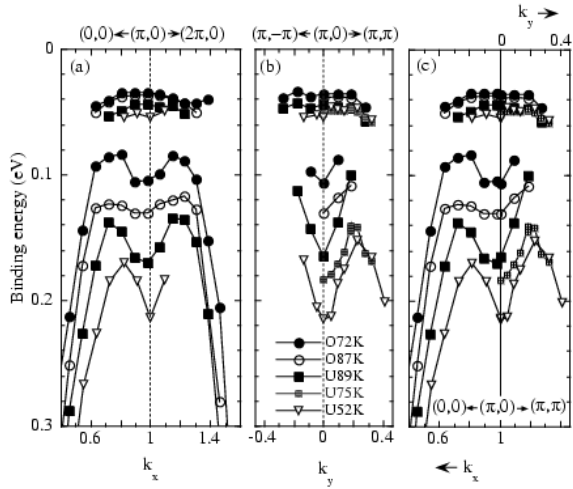 k_y →
(0,0) ← (π,0) → (2π,0) (π,−π) ← (π,0) → (π,π) 0 0.2 0.4
0 (a) (b) (c)
0.1
Binding energy (eV)
0.2
O72K
O87K
U89K
U75K
U52K
(0,0) ← (π,0) → (π,π)
0.3
0.6 1 1.4 -0.4 0 0.4 0.6 1
k_x k_y ← k_x